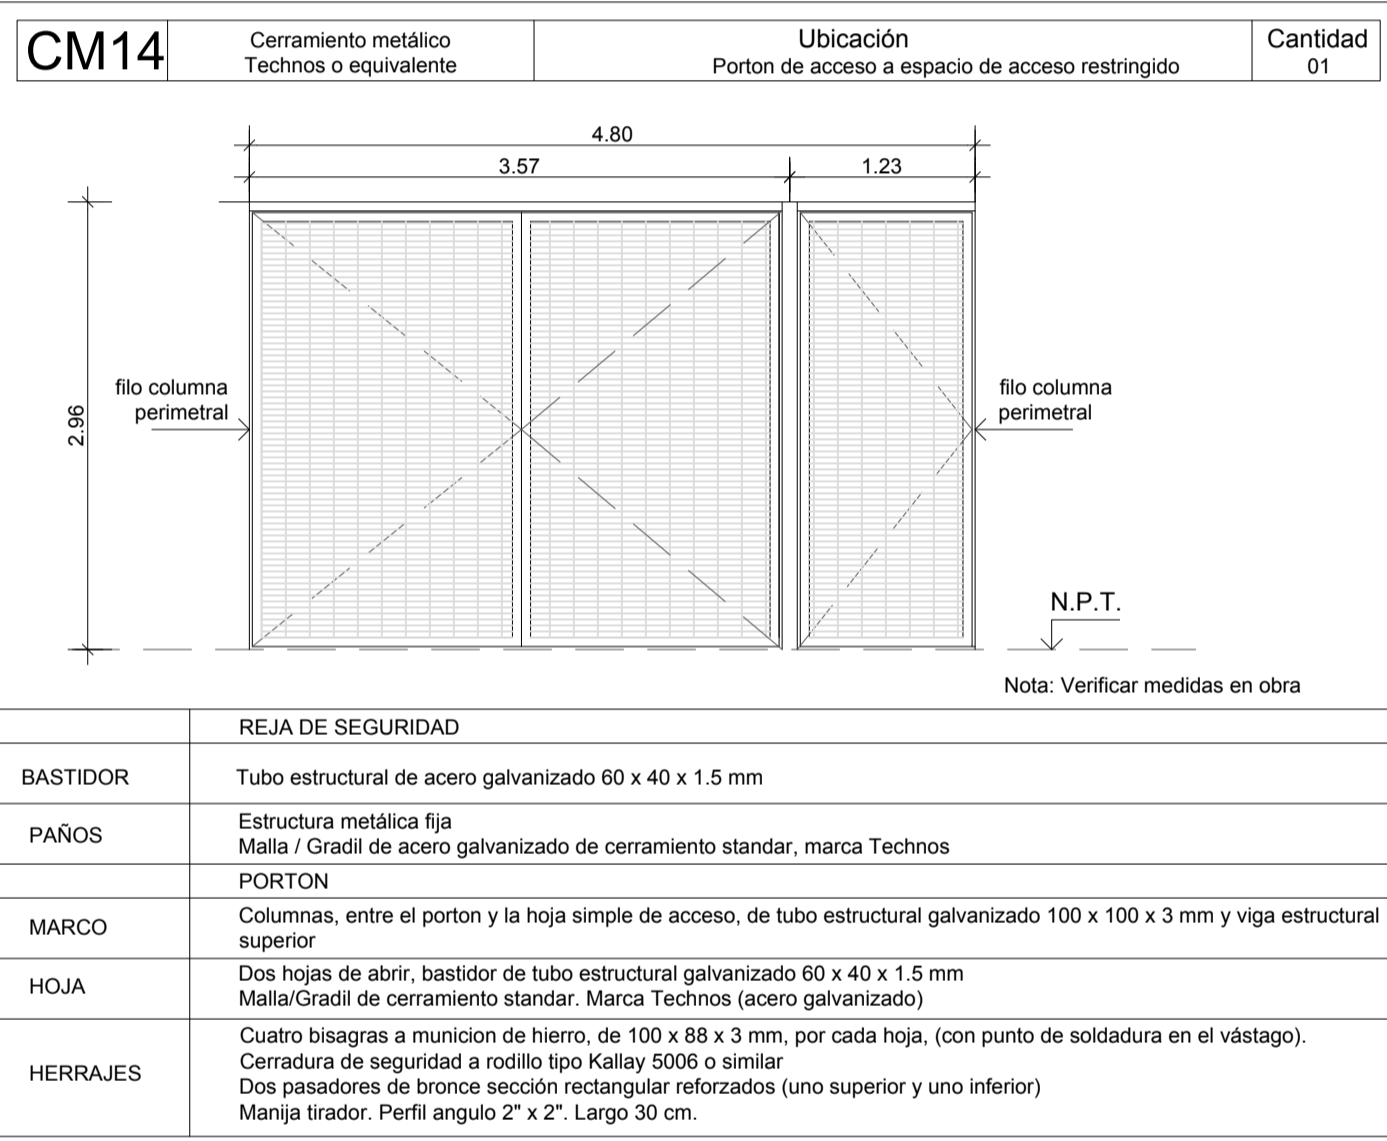 CM14
Cerramiento metálico
Technos o equivalente
Ubicación
Porton de acceso a espacio de acceso restringido
Cantidad
01
4.80
3.57
1.23
2.96
filo columna
perimetral
filo columna
perimetral
N.P.T.
Nota: Verificar medidas en obra
REJA DE SEGURIDAD
BASTIDOR
Tubo estructural de acero galvanizado 60 x 40 x 1.5 mm
PAÑOS
Estructura metálica fija
Malla / Gradil de acero galvanizado de cerramiento standar, marca Technos
PORTON
MARCO
Columnas, entre el porton y la hoja simple de acceso, de tubo estructural galvanizado 100 x 100 x 3 mm y viga estructural
superior
HOJA
Dos hojas de abrir, bastidor de tubo estructural galvanizado 60 x 40 x 1.5 mm
Malla/Gradil de cerramiento standar. Marca Technos (acero galvanizado)
HERRAJES
Cuatro bisagras a municion de hierro, de 100 x 88 x 3 mm, por cada hoja, (con punto de soldadura en el vástago).
Cerradura de seguridad a rodillo tipo Kallay 5006 o similar
Dos pasadores de bronce sección rectangular reforzados (uno superior y uno inferior)
Manija tirador. Perfil angulo 2" x 2". Largo 30 cm.